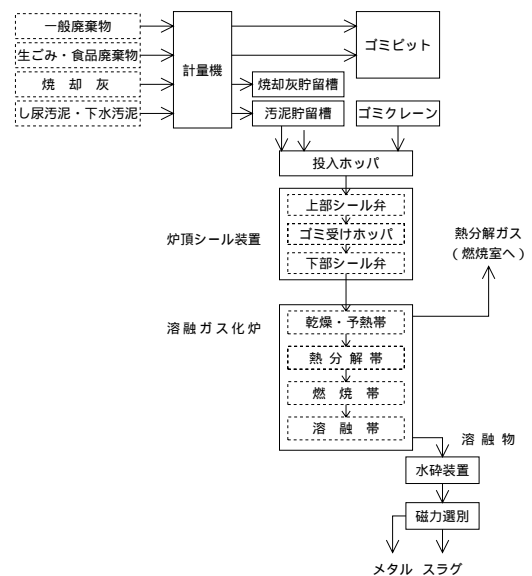 一般廃棄物
生ごみ・食品廃棄物
焼 却 灰
し尿汚泥・下水汚泥
計量機
ゴミピット
焼却灰貯留槽
汚泥貯留槽
ゴミクレーン
投入ホッパ
炉頂シール装置
上部シール弁
ゴミ受けホッパ
下部シール弁
熱分解ガス
(燃焼室へ)
溶融ガス化炉
乾燥・予熱帯
熱 分 解 帯
燃 焼 帯
溶 融 帯
溶 融 物
水砕装置
磁力選別
メタル スラグ